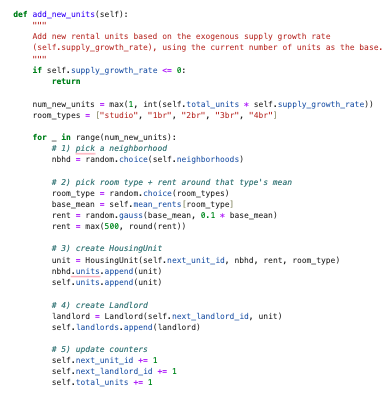 def add_new_units(self):
    """
    Add new rental units based on the exogenous supply growth rate
    (self.supply_growth_rate), using the current number of units as the base.
    """
    if self.supply_growth_rate <= 0:
        return

    num_new_units = max(1, int(self.total_units * self.supply_growth_rate))
    room_types = ["studio", "1br", "2br", "3br", "4br"]

    for _ in range(num_new_units):
        # 1) pick a neighborhood
        nbhd = random.choice(self.neighborhoods)

        # 2) pick room type + rent around that type's mean
        room_type = random.choice(room_types)
        base_mean = self.mean_rents[room_type]
        rent = random.gauss(base_mean, 0.1 * base_mean)
        rent = max(500, round(rent))

        # 3) create HousingUnit
        unit = HousingUnit(self.next_unit_id, nbhd, rent, room_type)
        nbhd.units.append(unit)
        self.units.append(unit)

        # 4) create Landlord
        landlord = Landlord(self.next_landlord_id, unit)
        self.landlords.append(landlord)

        # 5) update counters
        self.next_unit_id += 1
        self.next_landlord_id += 1
        self.total_units += 1